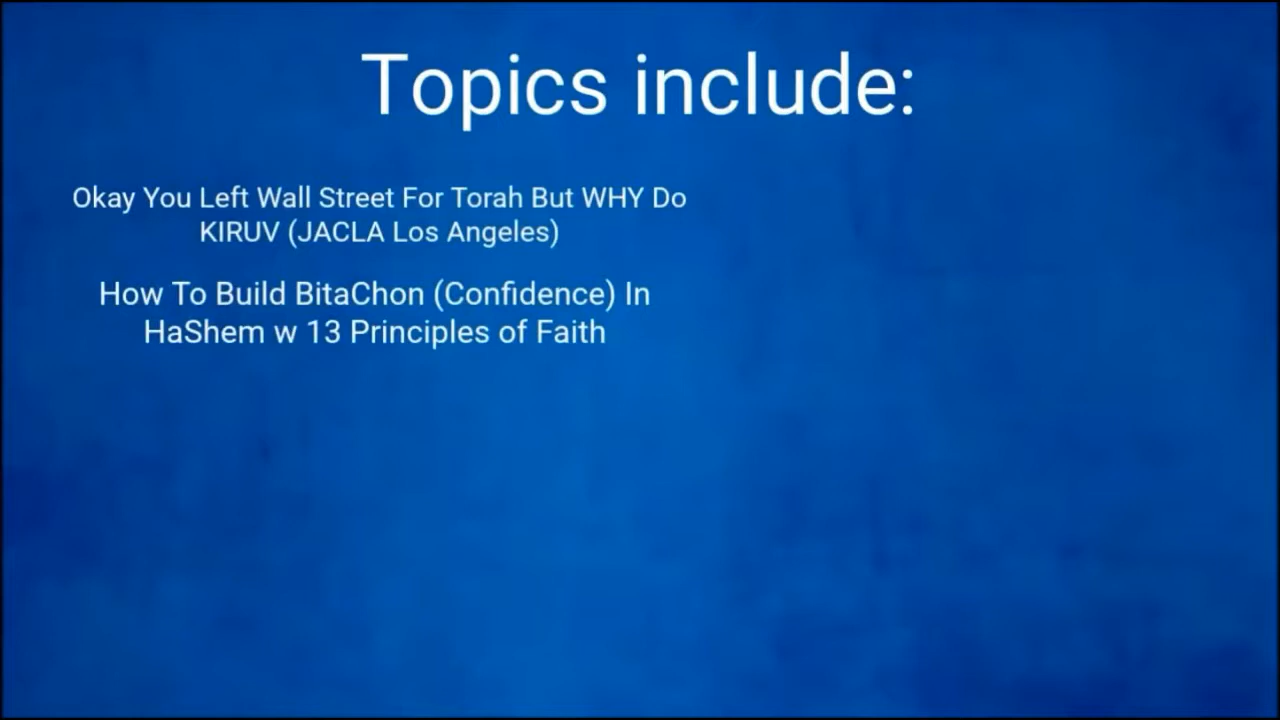 Topics include:
Okay You Left Wall Street For Torah But WHY Do
KIRUV (JACLA Los Angeles)
How To Build BitaChon (Confidence) In
HaShem w 13 Principles of Faith